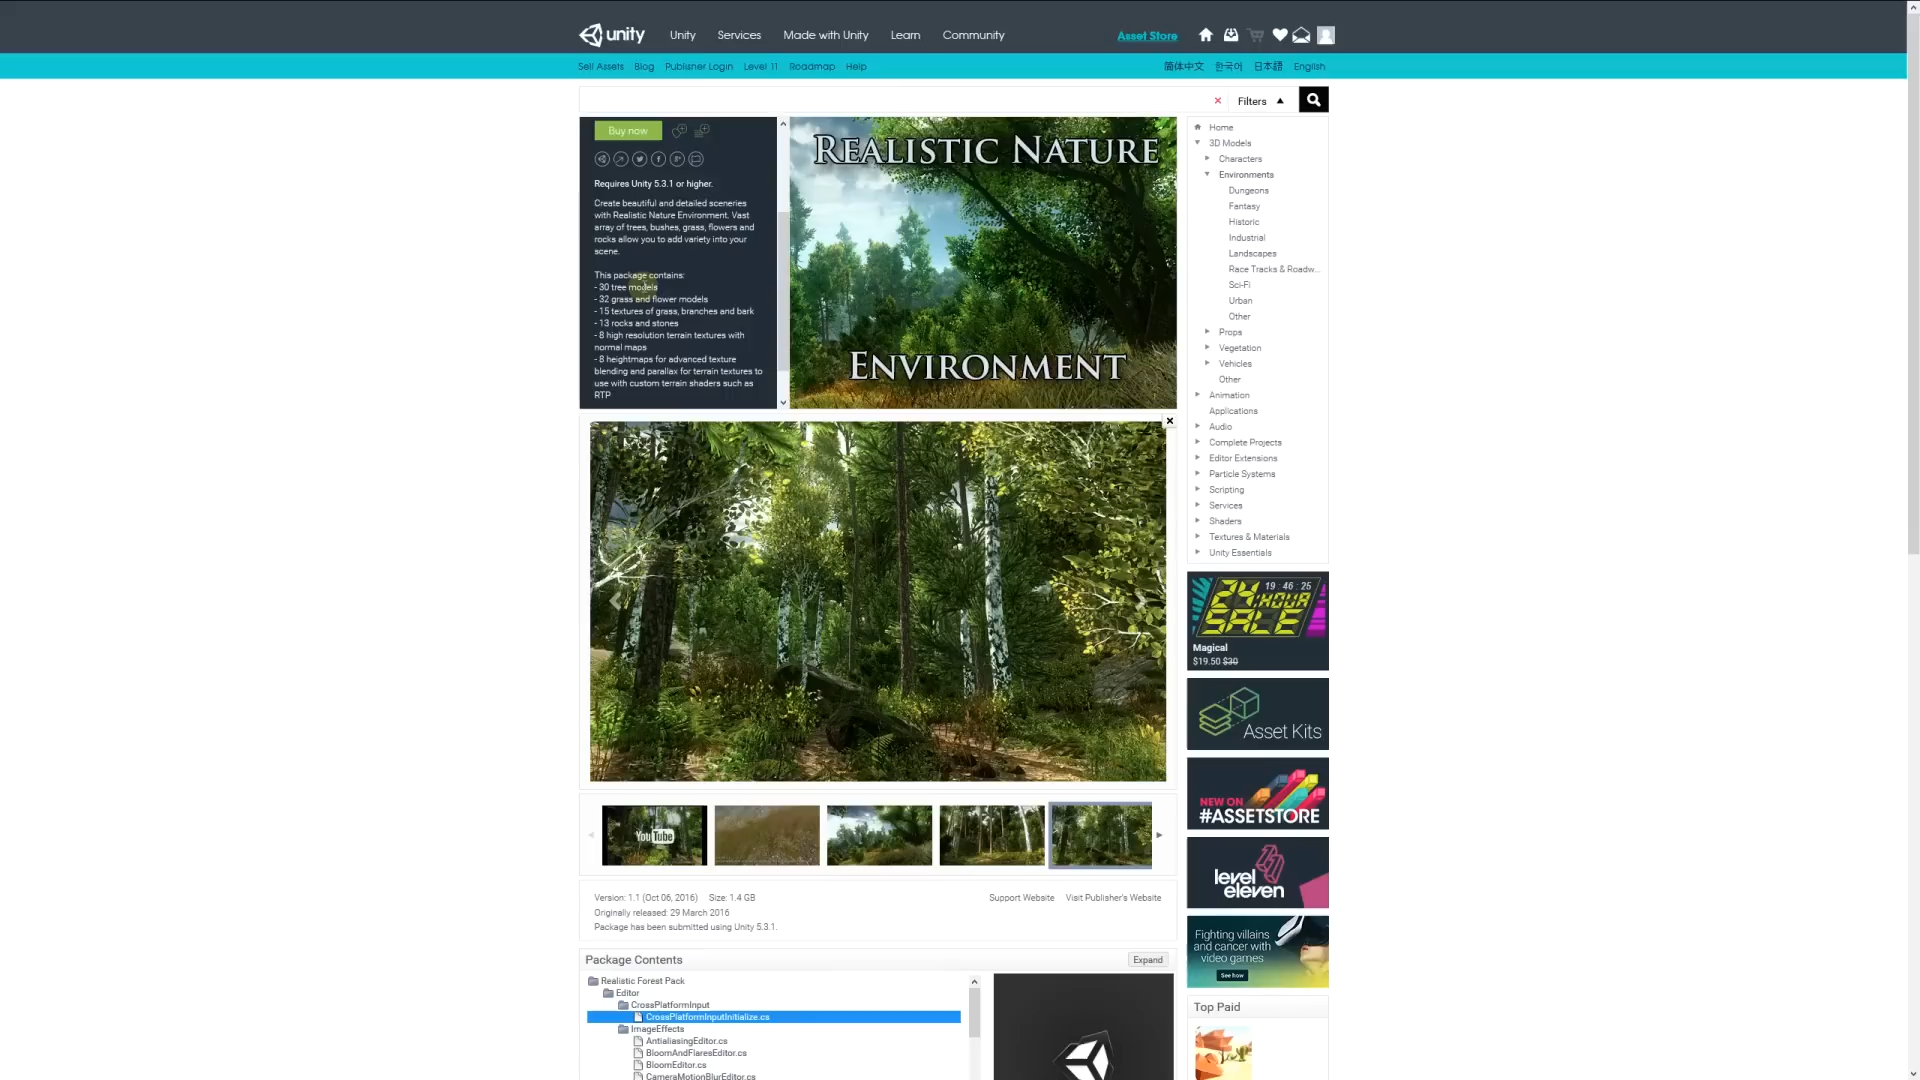 unity
Unity
Services
Made with Unity
Learn
Community
Asset Store
Sell Assets
Blog
Publisher Login
Level 11
Roadmap
Help
简体中文
한국어
日本語
English
Filters
Buy now
Requires Unity 5.3.1 or higher.
Create beautiful and detailed sceneries
with Realistic Nature Environment. Vast
array of trees, bushes, grass, flowers and
rocks allow you to add variety into your
scene.
This package contains:
- 30 tree models
- 32 grass and flower models
- 15 textures of grass, branches and bark
- 13 rocks and stones
- 8 high resolution terrain textures with
normal maps
- 8 heightmaps for advanced texture
blending and parallax for terrain textures to
use with custom terrain shaders such as
RTP
REALISTIC NATURE
ENVIRONMENT
Home
3D Models
Characters
Environments
Dungeons
Fantasy
Historic
Industrial
Landscapes
Race Tracks & Roadw...
Sci-Fi
Urban
Other
Props
Vegetation
Vehicles
Other
Animation
Applications
Audio
Complete Projects
Editor Extensions
Particle Systems
Scripting
Services
Shaders
Textures & Materials
Unity Essentials
19 : 46 : 25
24 HOUR
SALE
Magical
$19.50 $30
Asset Kits
NEW ON
#ASSETSTORE
level
eleven
Fighting villains
and cancer with
video games
See how
Top Paid
YouTube
Version: 1.1 (Oct 06, 2016) Size: 1.4 GB
Support Website
Visit Publisher's Website
Originally released: 29 March 2016
Package has been submitted using Unity 5.3.1.
Package Contents
Expand
Realistic Forest Pack
Editor
CrossPlatformInput
CrossPlatformInputInitialize.cs
ImageEffects
AntialiasingEditor.cs
BloomAndFlaresEditor.cs
BloomEditor.cs
CameraMotionBlurEditor.cs